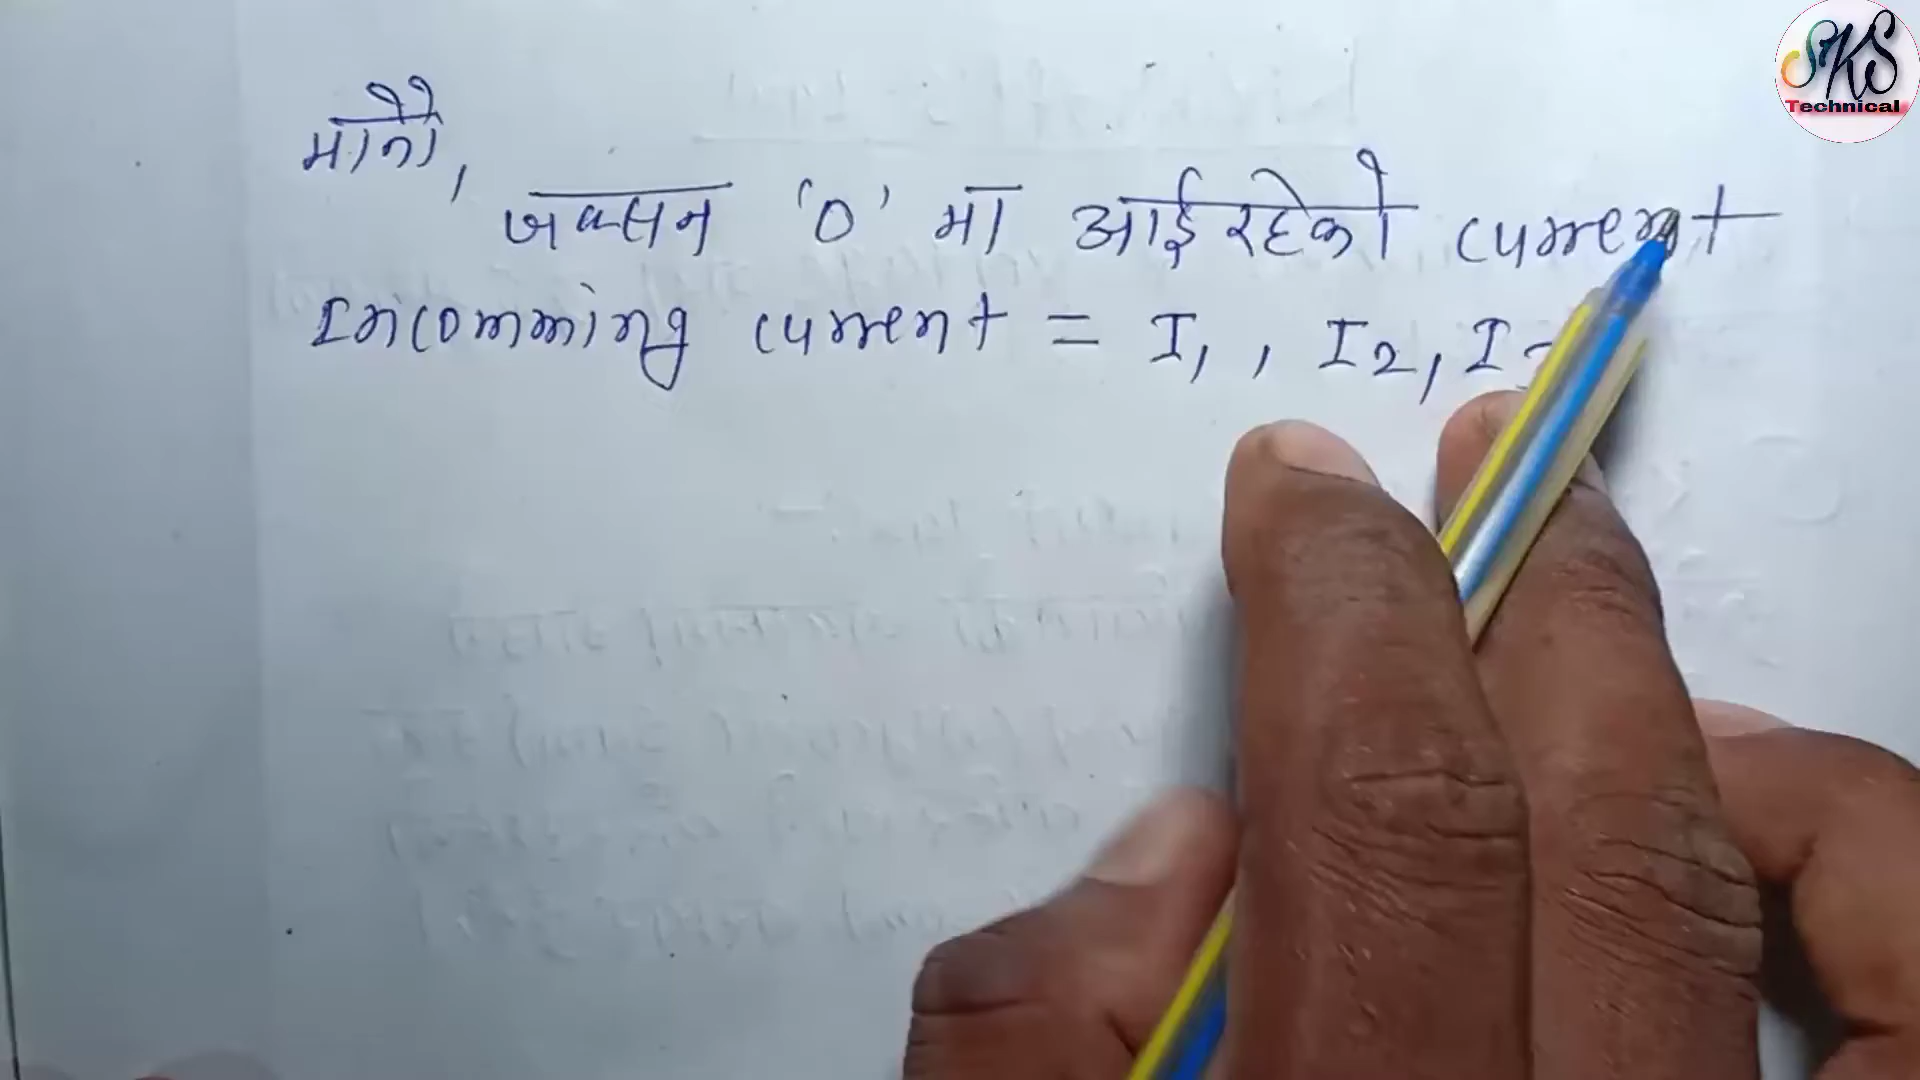 मानौ,
जक्सन '0' मा आई रहेको current
Incomming current = I1, I2, I
SKS
Technical